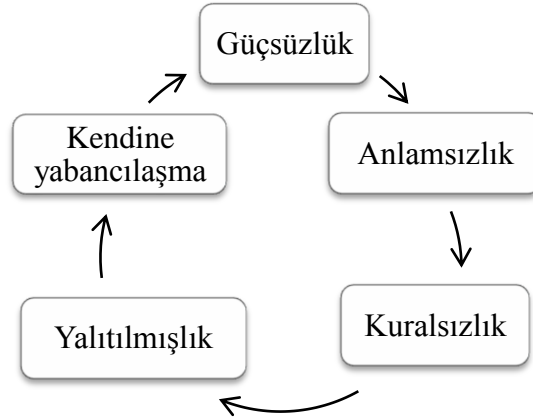 Güçsüzlük
Anlamsızlık
Kuralsızlık
Yalıtılmışlık
Kendine
yabancılaşma